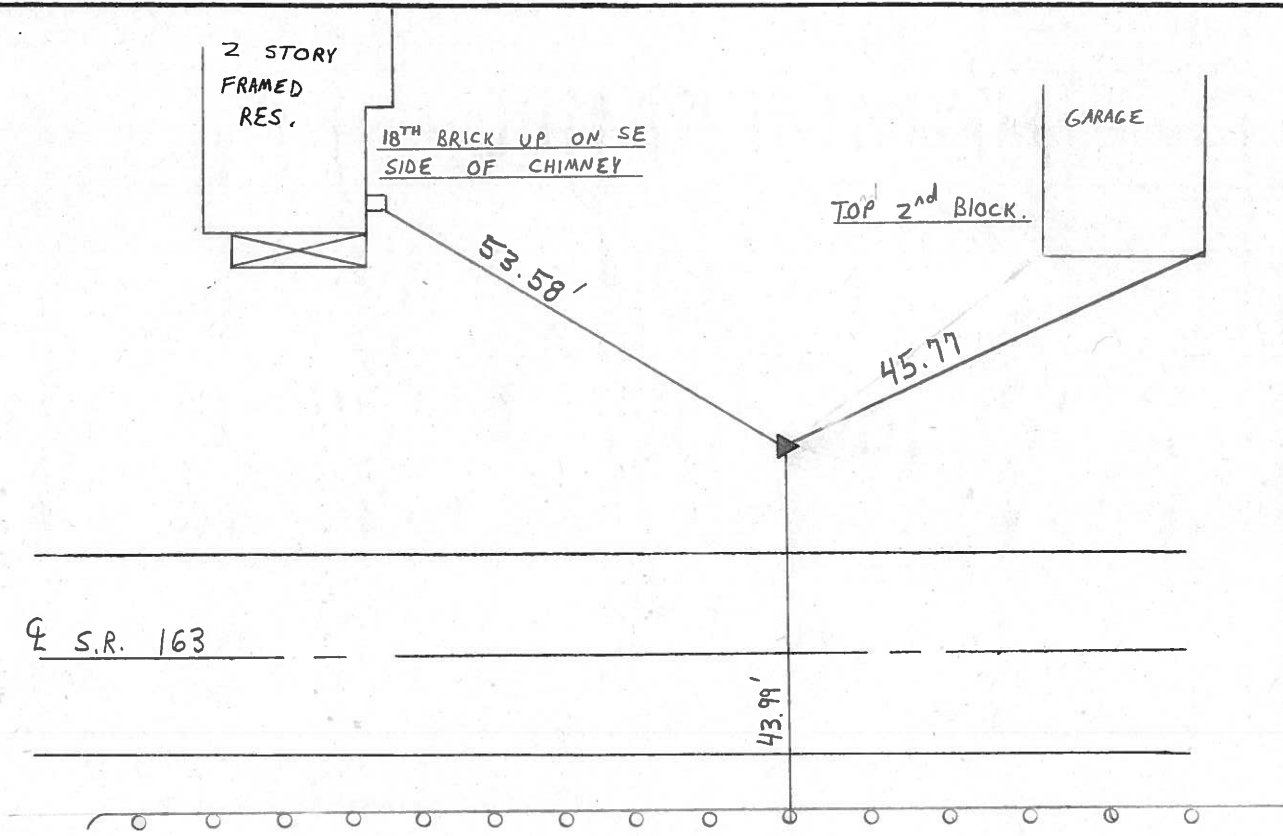 2 STORY
FRAMED
RES.
18TH BRICK UP ON SE
SIDE OF CHIMNEY
GARAGE
TOP 2nd BLOCK.
53.58'
45.77
℄ S.R. 163
43.99'